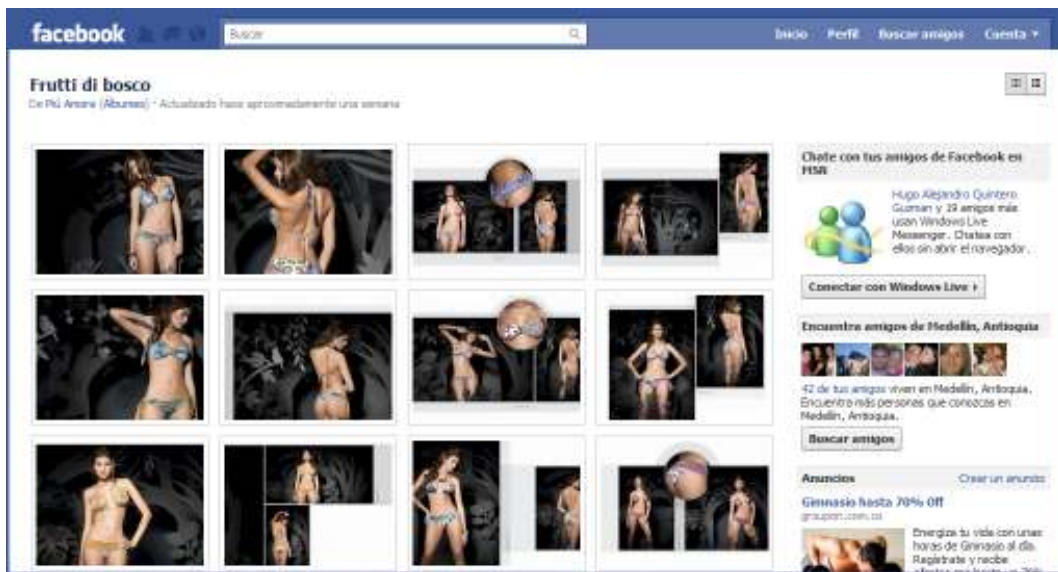 facebook
Buscar
Inicio Perfil Buscar amigos Cuenta
Frutti di bosco
De Più Amore (Álbumes) · Actualizado hace aproximadamente una semana
Chate con tus amigos de Facebook en
MSN
Hugo Alejandro Quintero
Guzman y 19 amigos más
usan Windows Live
Messenger. Chatea con
ellos sin abrir el navegador.
Conectar con Windows Live
Encuentra amigos de Medellín, Antioquia
42 de tus amigos viven en Medellín, Antioquia.
Encuentra más personas que conozcas en
Medellín, Antioquia.
Buscar amigos
Anuncios Crear un anuncio
Gimnasio hasta 70% Off
groupon.com.co
Energiza tu vida con unas
horas de Gimnasio al día.
Regístrate y recibe